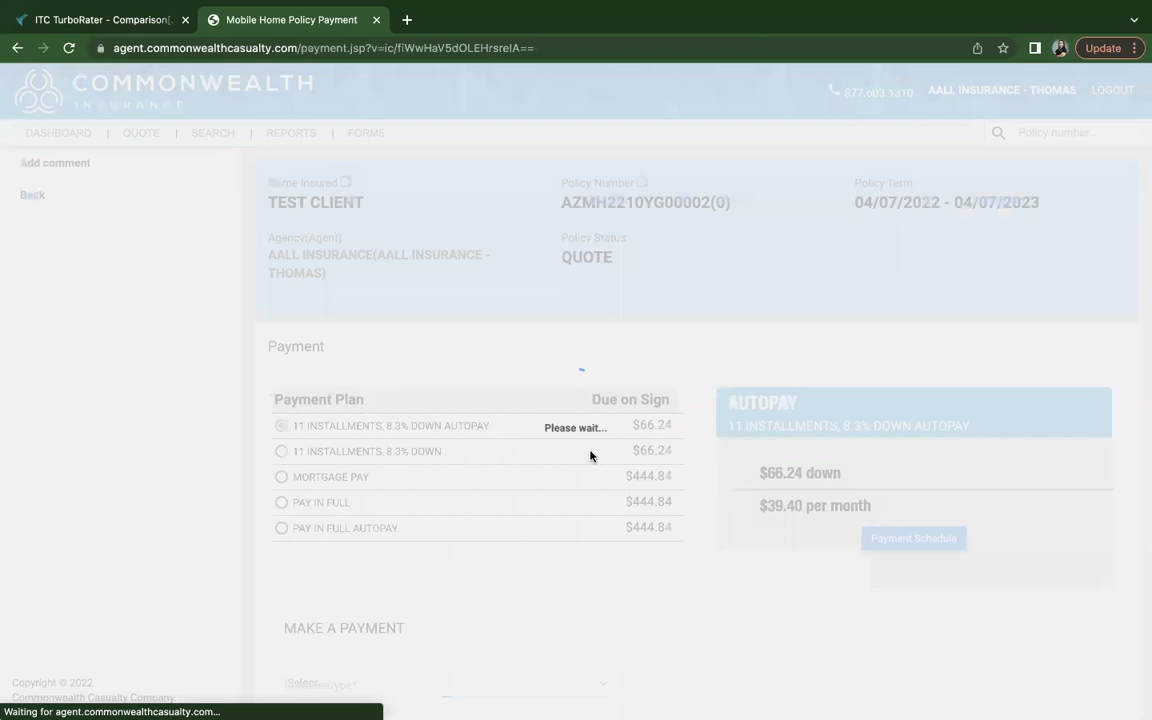 ITC TurboRater - Comparison[
Mobile Home Policy Payment
agent.commonwealthcasualty.com/payment.jsp?v=ic/fiWwHaV5dOLEHrsrelA==
Update
COMMONWEALTH
INSURANCE
877.603.1310
AALL INSURANCE - THOMAS
LOGOUT
DASHBOARD | QUOTE | SEARCH | REPORTS | FORMS
Policy number...
Add comment
Back
Name Insured
TEST CLIENT
Policy Number
AZMH2210YG00002(0)
Policy Term
04/07/2022 - 04/07/2023
Agency(Agent)
AALL INSURANCE(AALL INSURANCE -
THOMAS)
Policy Status
QUOTE
Payment
Payment Plan Due on Sign
11 INSTALLMENTS, 8.3% DOWN AUTOPAY $66.24
11 INSTALLMENTS, 8.3% DOWN $66.24
MORTGAGE PAY $444.84
PAY IN FULL $444.84
PAY IN FULL AUTOPAY $444.84
Please wait...
AUTOPAY
11 INSTALLMENTS, 8.3% DOWN AUTOPAY
$66.24 down
$39.40 per month
Payment Schedule
MAKE A PAYMENT
Select
Copyright © 2022
Commonwealth Casualty Company
Waiting for agent.commonwealthcasualty.com...